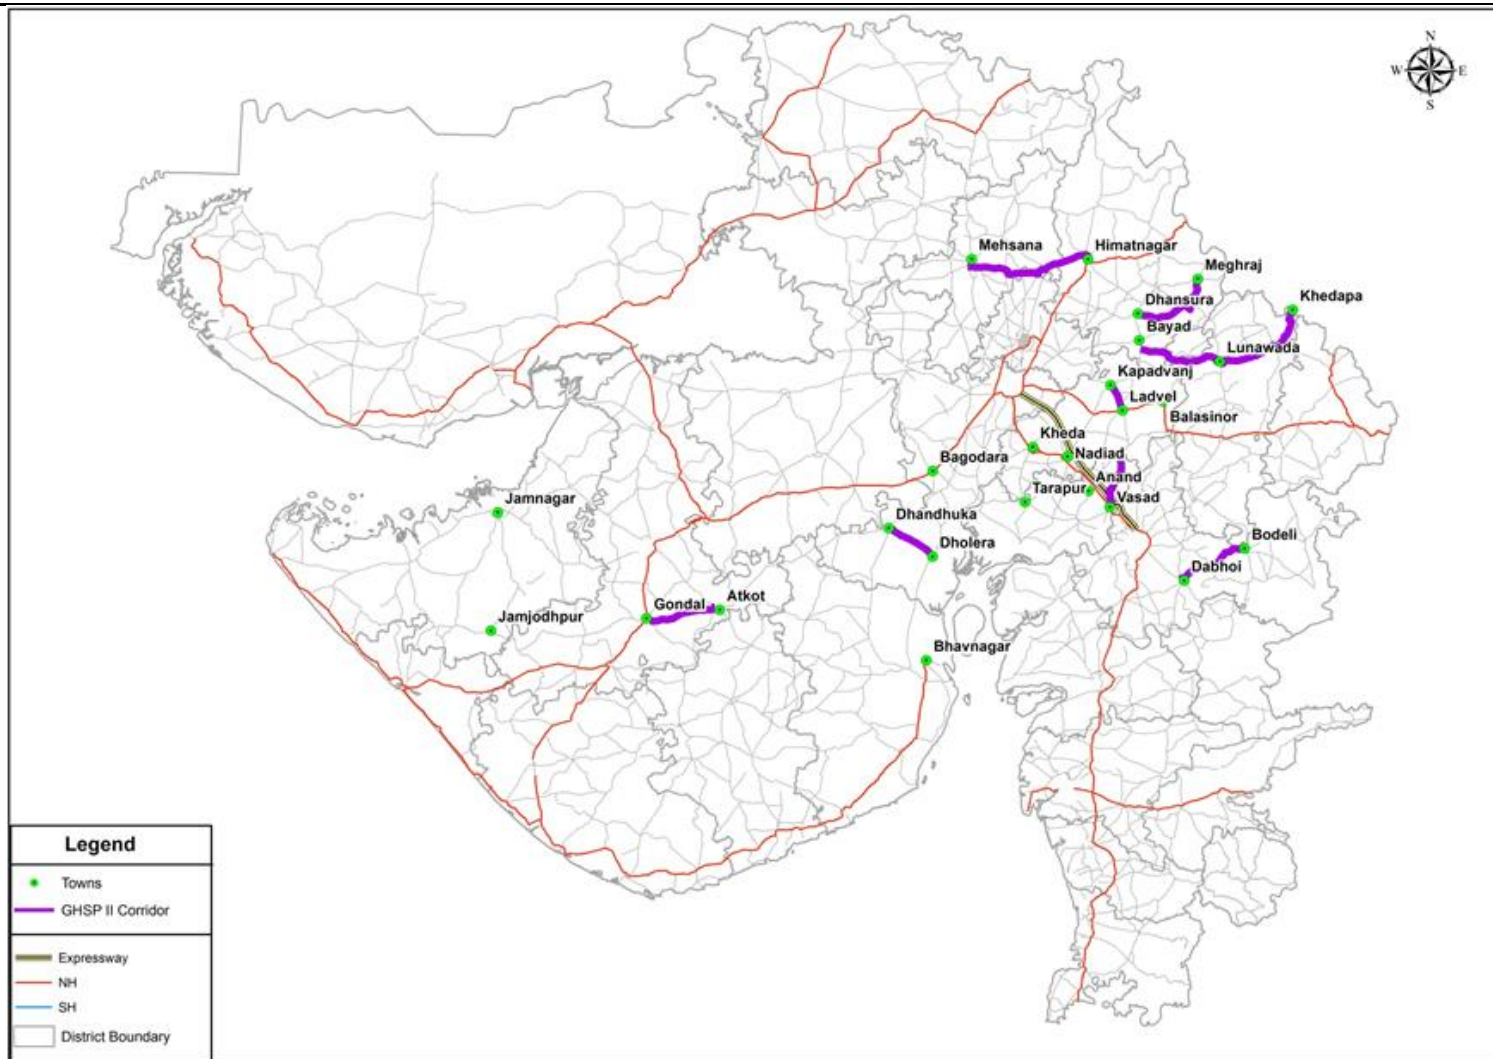 N
W E
S
Mehsana
Himatnagar
Meghraj
Khedapa
Dhansura
Bayad
Lunawada
Kapadvanj
Ladvel
Balasinor
Kheda
Nadiad
Bagodara
Anand
Tarapur
Vasad
Jamnagar
Dhandhuka
Dholera
Bodeli
Dabhoi
Gondal
Atkot
Jamjodhpur
Bhavnagar
Legend
Towns
GHSP II Corridor
Expressway
NH
SH
District Boundary